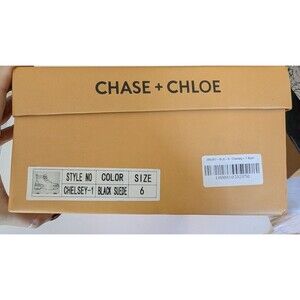 CHASE + CHLOE
STYLE NO COLOR SIZE
CHELSEY-1 BLACK SUEDE 6